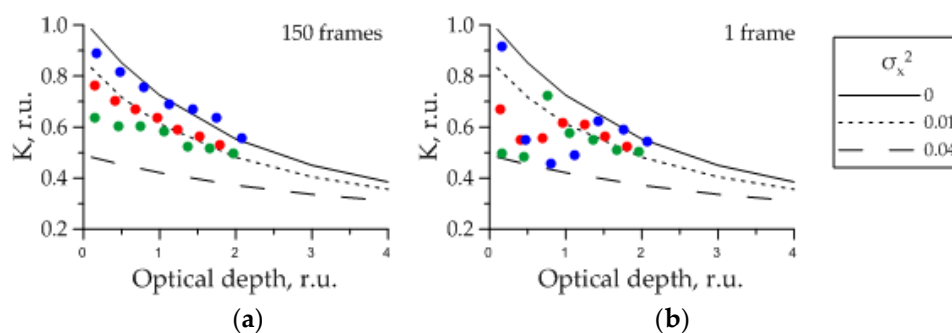 150 frames
1.0
0.8
0.6
0.4
0.2
K, r.u.
0 1 2 3 4
Optical depth, r.u.
(a)
1 frame
1.0
0.8
0.6
0.4
0.2
K, r.u.
0 1 2 3 4
Optical depth, r.u.
(b)
σₓ²
0
0.01
0.04